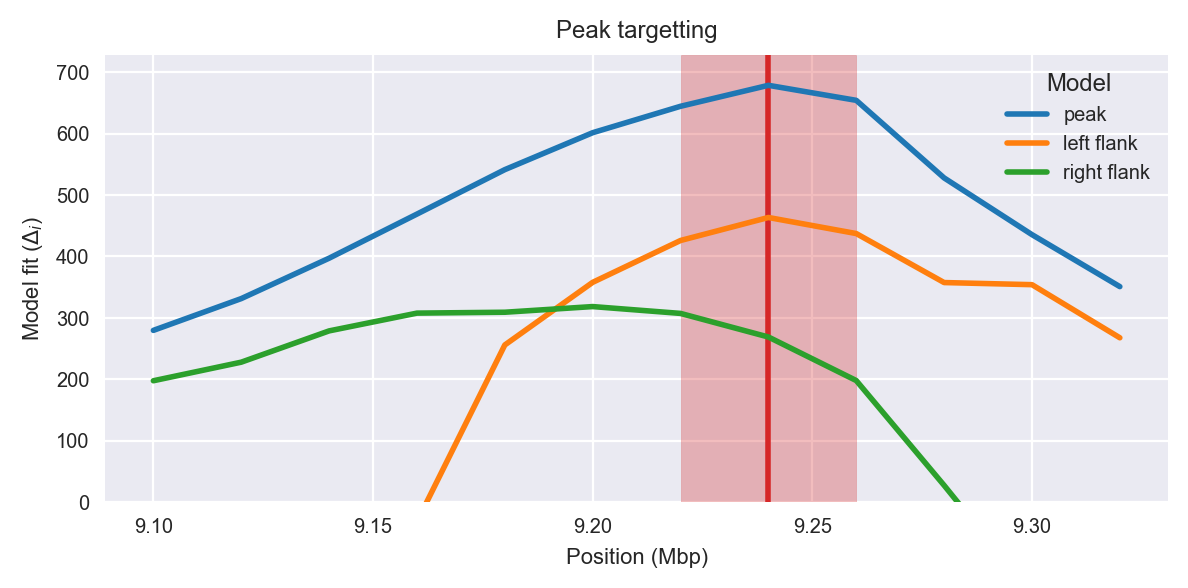 Peak targetting
Model fit (Δi)
700
600
500
400
300
200
100
0
Model
peak
left flank
right flank
9.10
9.15
9.20
9.25
9.30
Position (Mbp)